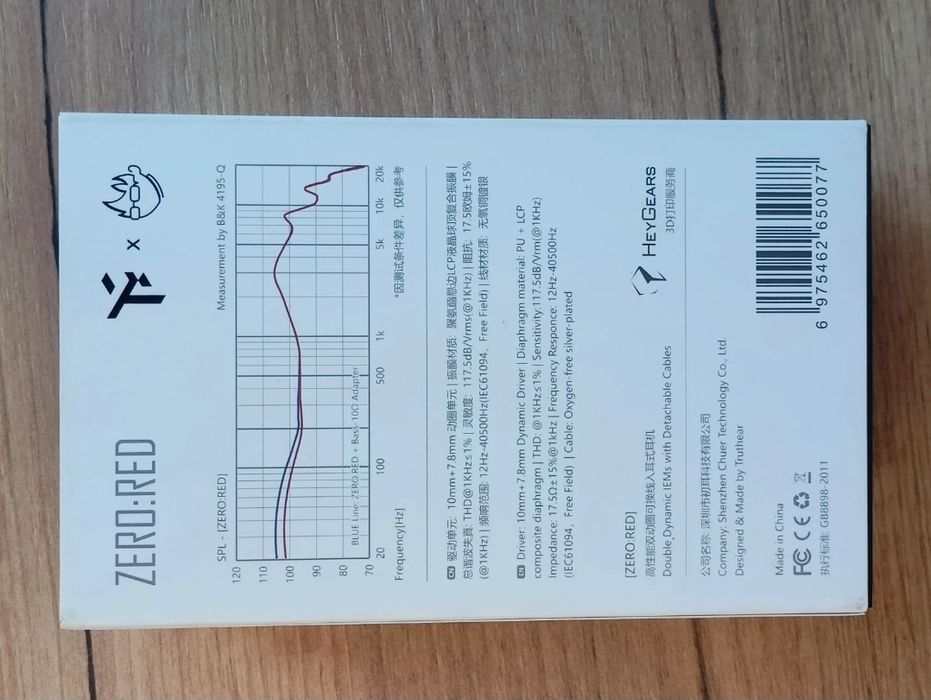 ZERO:RED
x
SPL - [ZERO:RED]
Measurement by B&K 4195-Q
120
110
100
90
80
70
BLUE Line: ZERO:RED + Bass 10Ω Adapter
20
100
500
1k
5k
10k
20k
Frequency[Hz]
*因测试条件差异，仅供参考
CN 驱动单元: 10mm+7.8mm 动圈单元 | 振膜材质: 聚氨酯悬边LCP液晶球顶复合振膜 |
总谐波失真: THD@1KHz≤1% | 灵敏度: 117.5dB/Vrms(@1KHz) | 阻抗: 17.5欧姆±15%
(@1KHz) | 频响范围: 12Hz-40500Hz(IEC61094，Free Field) | 线材材质: 无氧铜镀银
EN Driver: 10mm+7.8mm Dynamic Driver | Diaphragm material: PU + LCP
composite diaphragm | THD: @1KHz≤1% | Sensitivity:117.5dB/Vrm(@1KHz)
Impedance: 17.5Ω±15%@1kHz | Frequency Responce: 12Hz-40500Hz
(IEC61094，Free Field) | Cable: Oxygen-free silver-plated
[ZERO:RED]
高性能双动圈可换线入耳式耳机
Double Dynamic IEMs with Detachable Cables
HEYGEARS
3D打印服务商
公司名称: 深圳市初耳科技有限公司
Company: Shenzhen Chuer Technology Co., Ltd.
Designed & Made by Truthear
Made in China
FC CE
执行标准: GB8898-2011
6 975462 650077